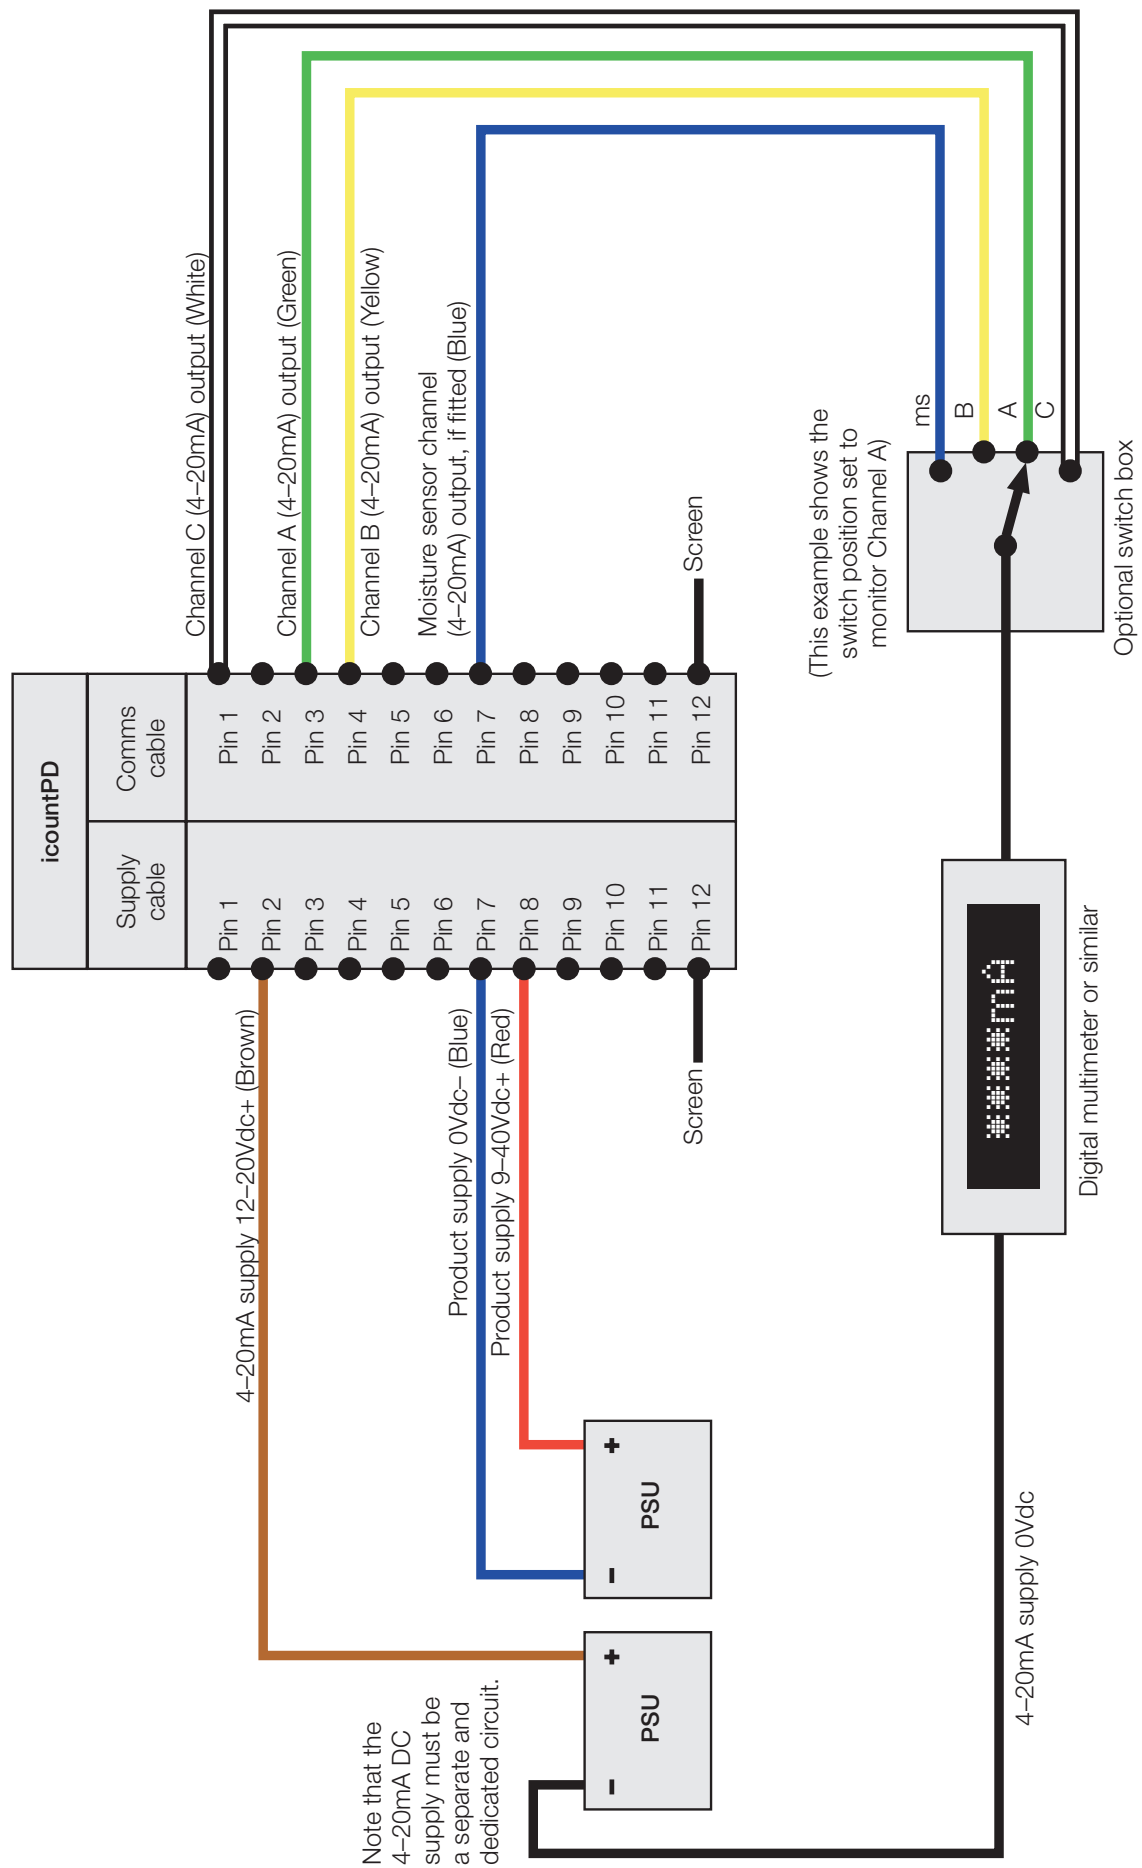 Note that the
4–20mA DC
supply must be
a separate and
dedicated circuit.
4–20mA supply 12–20Vdc+ (Brown)
Product supply 0Vdc– (Blue)
Product supply 9–40Vdc+ (Red)
PSU
– +
PSU
– +
Screen
icountPD
Supply
cable
Comms
cable
Pin 1
Pin 2
Pin 3
Pin 4
Pin 5
Pin 6
Pin 7
Pin 8
Pin 9
Pin 10
Pin 11
Pin 12
Pin 1
Pin 2
Pin 3
Pin 4
Pin 5
Pin 6
Pin 7
Pin 8
Pin 9
Pin 10
Pin 11
Pin 12
Channel C (4–20mA) output (White)
Channel A (4–20mA) output (Green)
Channel B (4–20mA) output (Yellow)
Moisture sensor channel
(4–20mA) output, if fitted (Blue)
Screen
(This example shows the
switch position set to
monitor Channel A)
ms
B
A
C
Optional switch box
****mA
Digital multimeter or similar
4–20mA supply 0Vdc